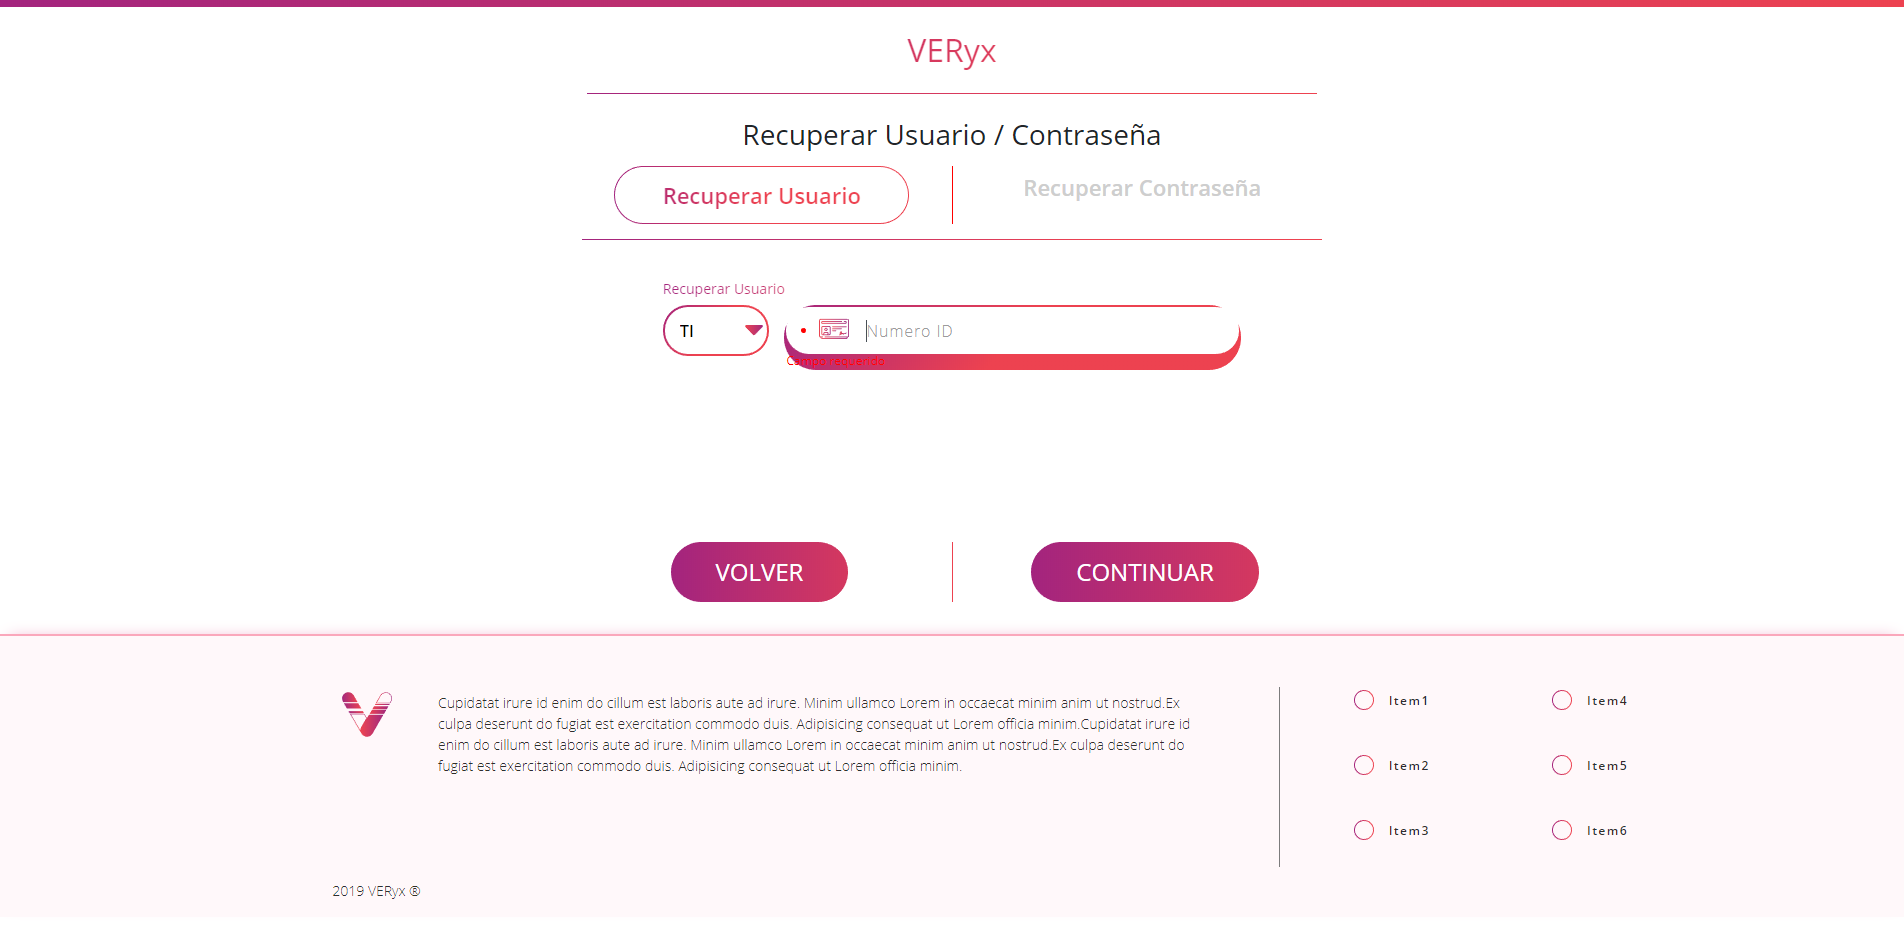 VERyx
Recuperar Usuario / Contraseña
Recuperar Usuario
Recuperar Contraseña
Recuperar Usuario
TI
Numero ID
Campo requerido
VOLVER
CONTINUAR
Cupidatat irure id enim do cillum est laboris aute ad irure. Minim ullamco Lorem in occaecat minim anim ut nostrud.Ex
culpa deserunt do fugiat est exercitation commodo duis. Adipisicing consequat ut Lorem officia minim.Cupidatat irure id
enim do cillum est laboris aute ad irure. Minim ullamco Lorem in occaecat minim anim ut nostrud.Ex culpa deserunt do
fugiat est exercitation commodo duis. Adipisicing consequat ut Lorem officia minim.
Item1
Item4
Item2
Item5
Item3
Item6
2019 VERyx ®